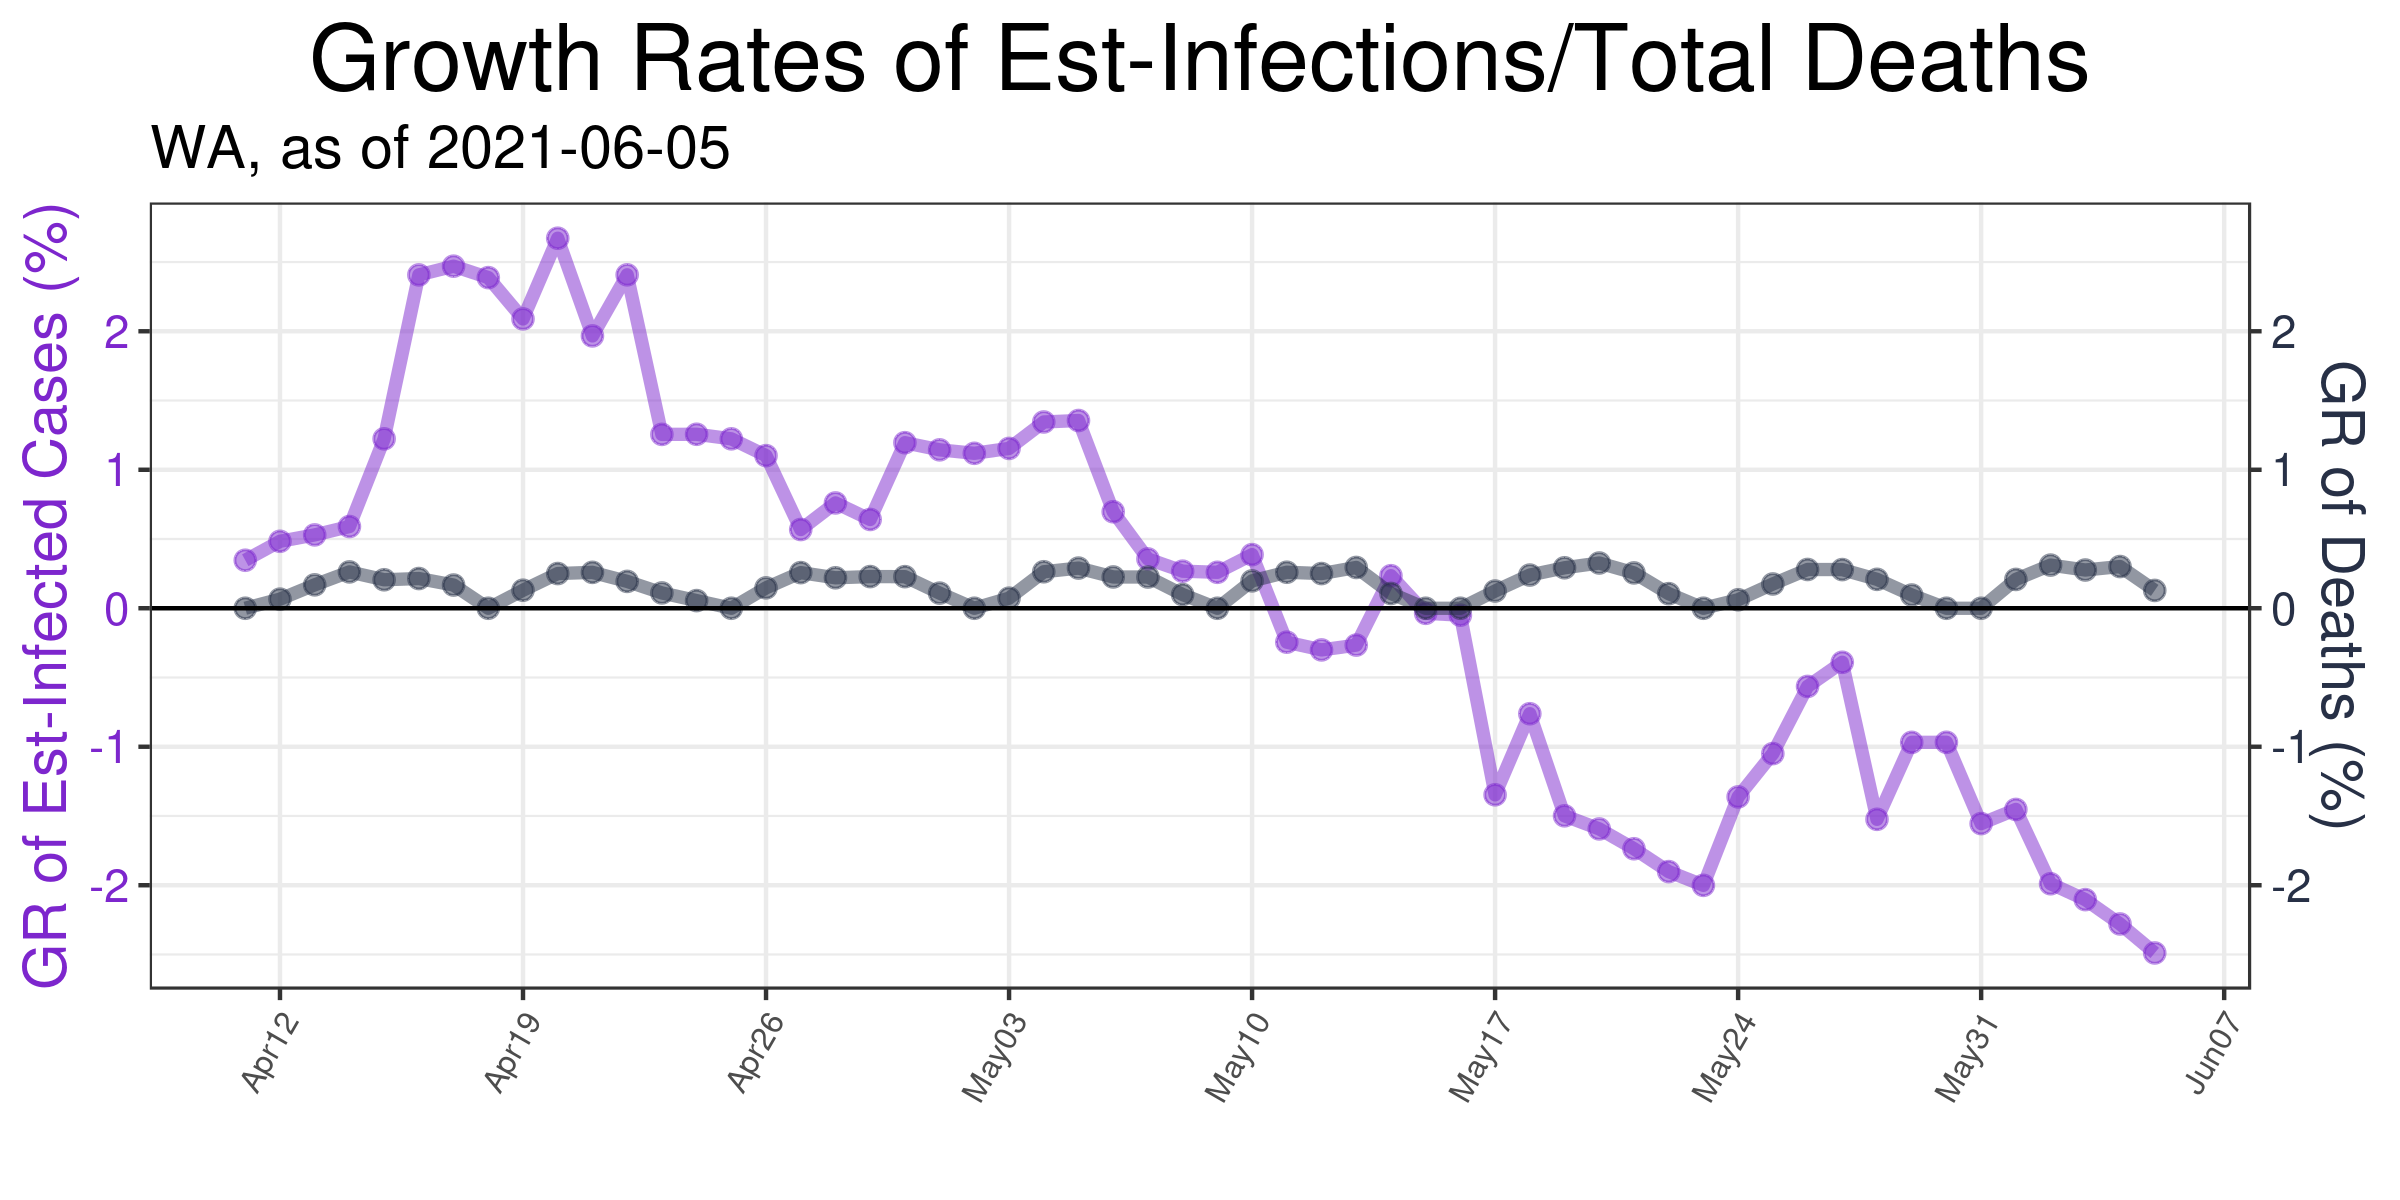 Growth Rates of Est-Infections/Total Deaths
WA, as of 2021-06-05
GR of Est-Infected Cases (%)
2
1
0
-1
-2
2
1
0
-1
-2
GR of Deaths (%)
Apr12
Apr19
Apr26
May03
May10
May17
May24
May31
Jun07